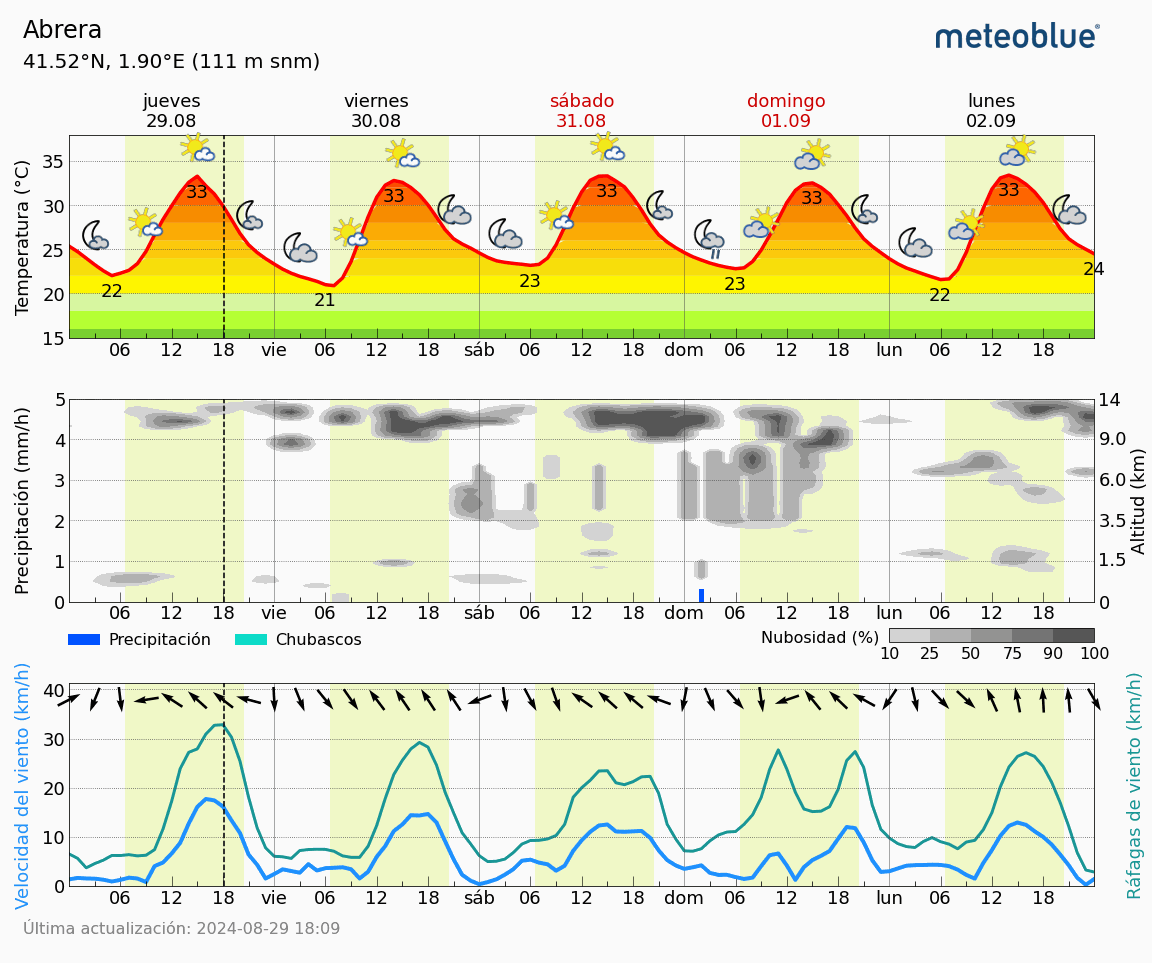 Abrera
meteoblue®
41.52°N, 1.90°E (111 m snm)
jueves viernes sábado domingo lunes
29.08 30.08 31.08 01.09 02.09
Temperatura (°C)
35
30
25
20
15
33 33 33 33 33
22 21 23 23 22 24
06 12 18 vie 06 12 18 sáb 06 12 18 dom 06 12 18 lun 06 12 18
Precipitación (mm/h)
5
4
3
2
1
0
14
9.0
6.0
3.5
1.5
0
Altitud (km)
06 12 18 vie 06 12 18 sáb 06 12 18 dom 06 12 18 lun 06 12 18
Precipitación Chubascos
Nubosidad (%)
10 25 50 75 90 100
Velocidad del viento (km/h)
40
30
20
10
0
Ráfagas de viento (km/h)
06 12 18 vie 06 12 18 sáb 06 12 18 dom 06 12 18 lun 06 12 18
Última actualización: 2024-08-29 18:09